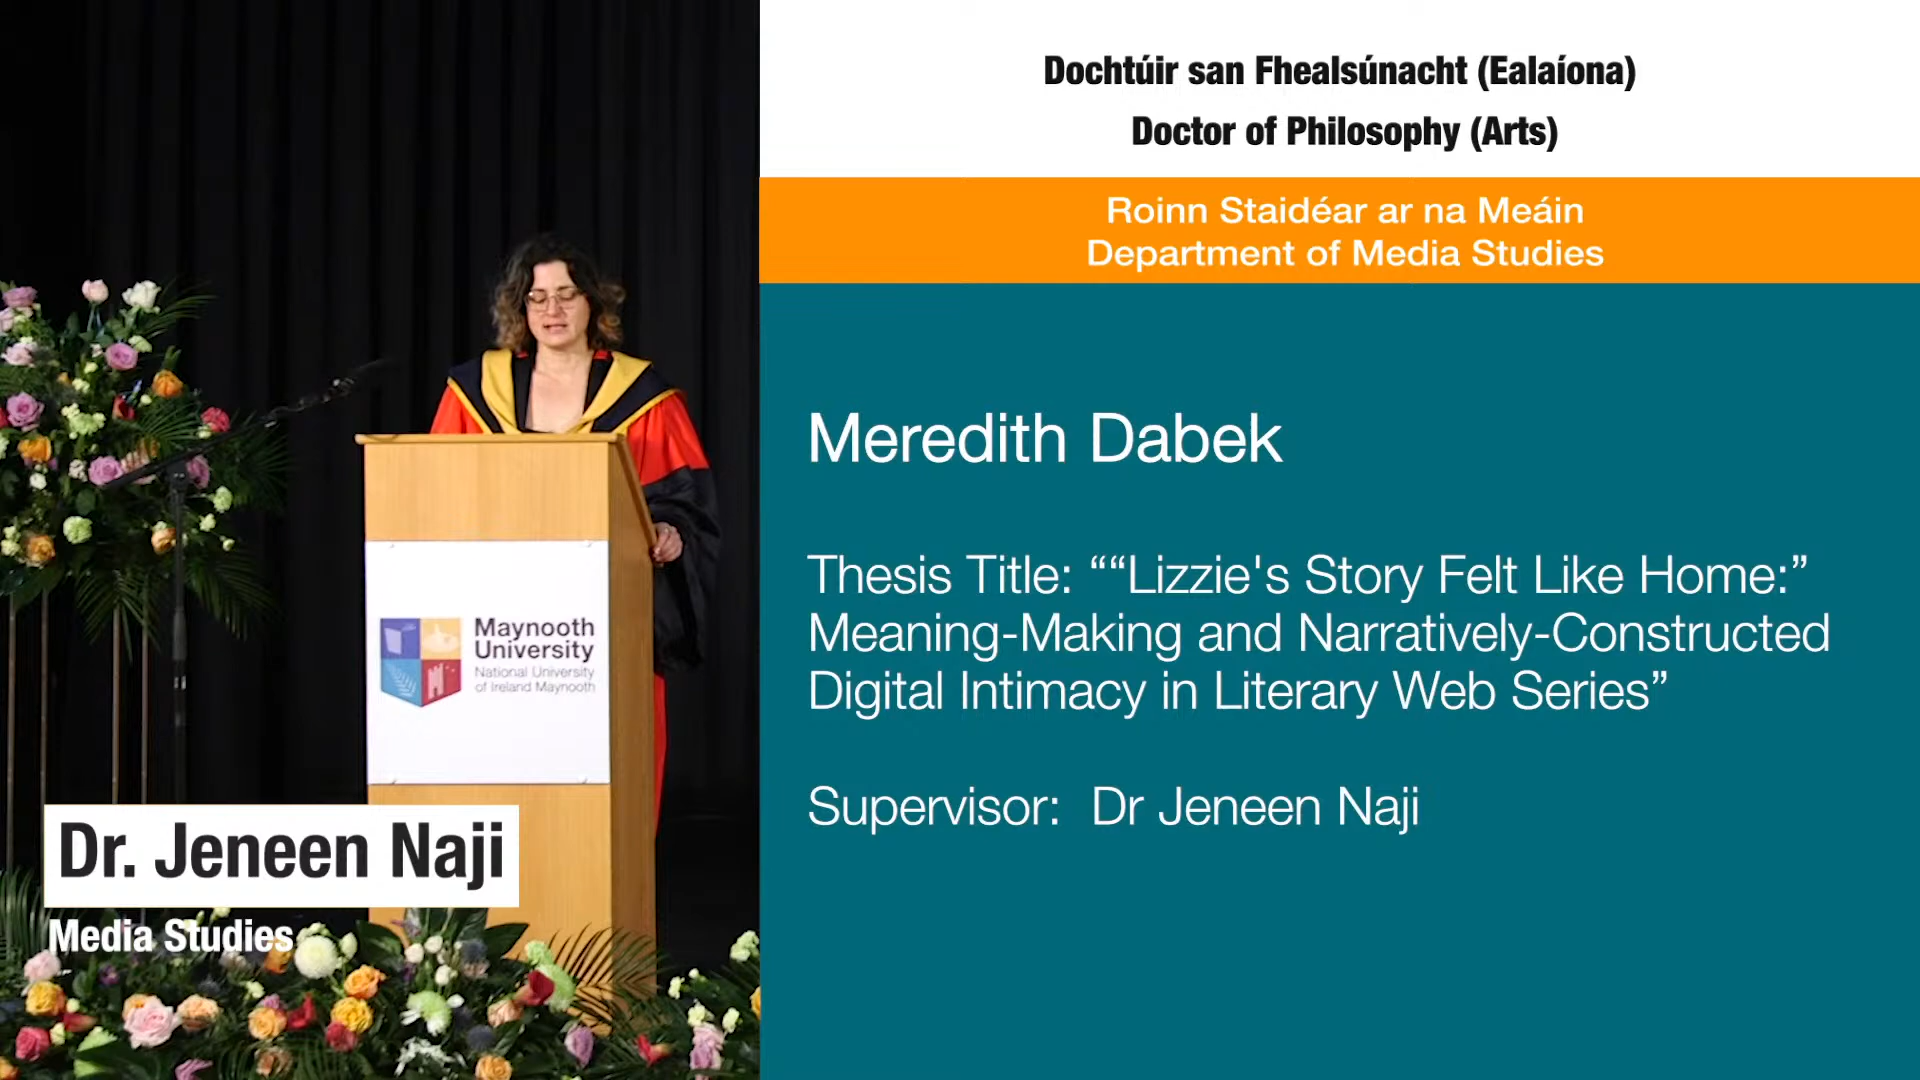 Dochtúir san Fhealsúnacht (Ealaíona)
Doctor of Philosophy (Arts)
Roinn Staidéar ar na Meáin
Department of Media Studies
Meredith Dabek
Thesis Title: ““Lizzie's Story Felt Like Home:”
Meaning-Making and Narratively-Constructed
Digital Intimacy in Literary Web Series”
Supervisor: Dr Jeneen Naji
Maynooth
University
National University
of Ireland Maynooth
Dr. Jeneen Naji
Media Studies